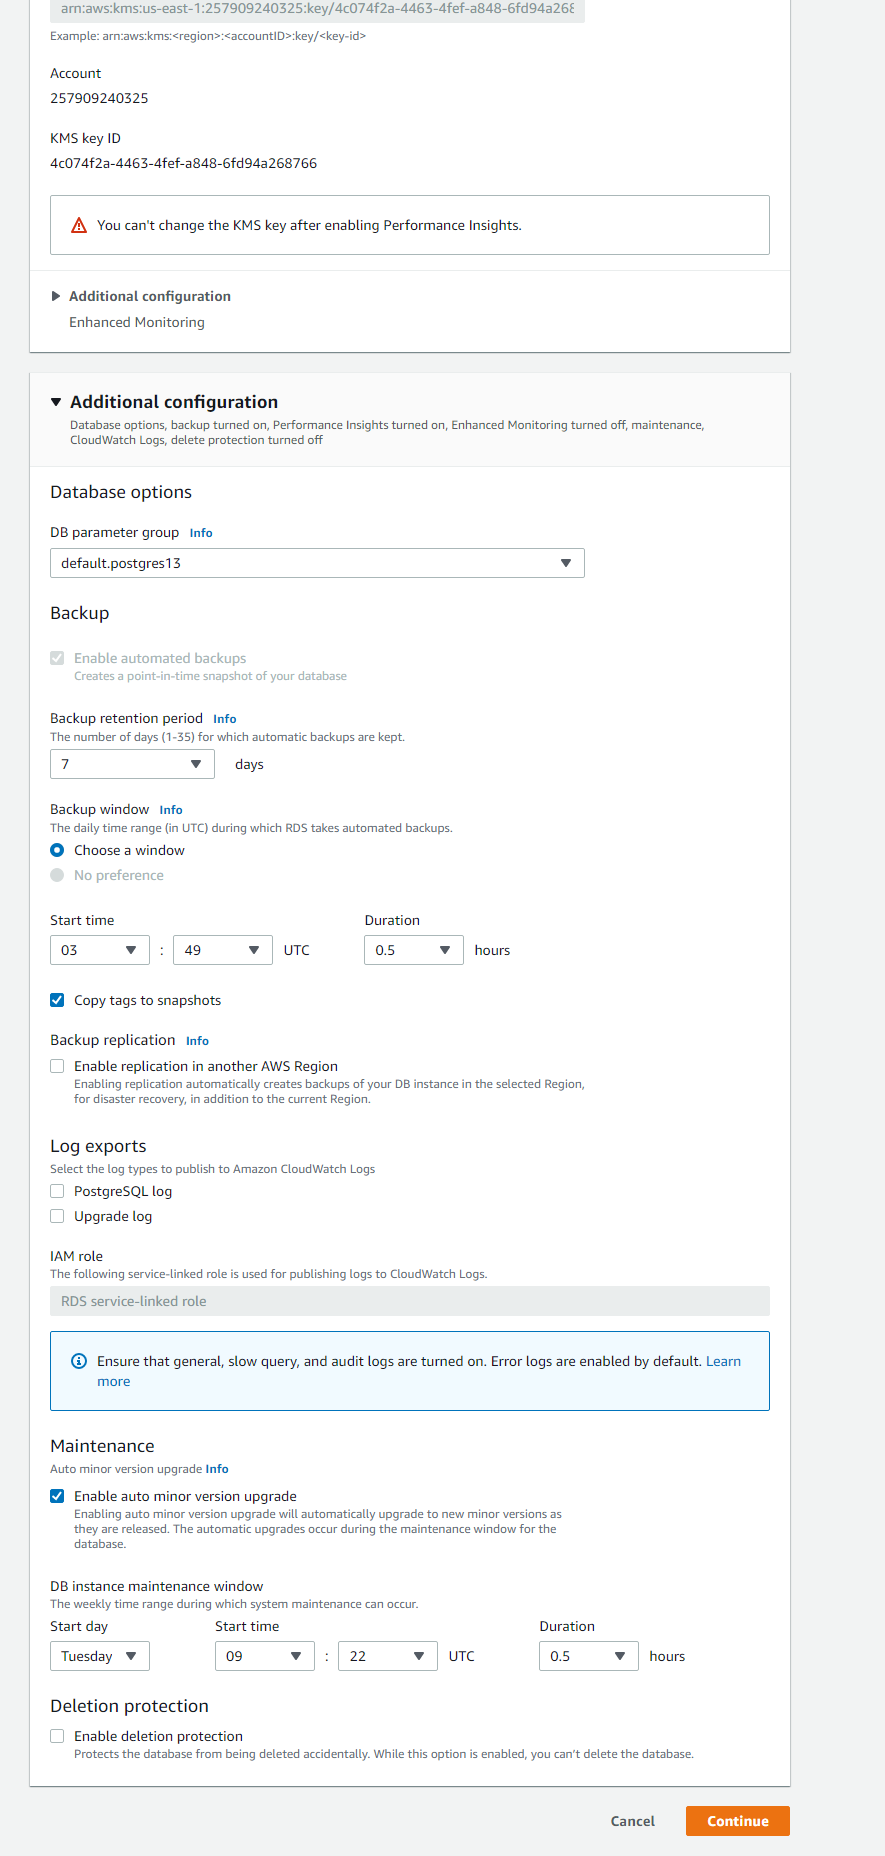 arn:aws:kms:us-east-1:257909240325:key/4c074f2a-4463-4fef-a848-6fd94a268
Example: arn:aws:kms:<region>:<accountID>:key/<key-id>
Account
257909240325
KMS key ID
4c074f2a-4463-4fef-a848-6fd94a268766
You can't change the KMS key after enabling Performance Insights.
Additional configuration
Enhanced Monitoring
Additional configuration
Database options, backup turned on, Performance Insights turned on, Enhanced Monitoring turned off, maintenance,
CloudWatch Logs, delete protection turned off
Database options
DB parameter group Info
default.postgres13
Backup
Enable automated backups
Creates a point-in-time snapshot of your database
Backup retention period Info
The number of days (1-35) for which automatic backups are kept.
7 days
Backup window Info
The daily time range (in UTC) during which RDS takes automated backups.
Choose a window
No preference
Start time Duration
03 : 49 UTC 0.5 hours
Copy tags to snapshots
Backup replication Info
Enable replication in another AWS Region
Enabling replication automatically creates backups of your DB instance in the selected Region,
for disaster recovery, in addition to the current Region.
Log exports
Select the log types to publish to Amazon CloudWatch Logs
PostgreSQL log
Upgrade log
IAM role
The following service-linked role is used for publishing logs to CloudWatch Logs.
RDS service-linked role
Ensure that general, slow query, and audit logs are turned on. Error logs are enabled by default. Learn
more
Maintenance
Auto minor version upgrade Info
Enable auto minor version upgrade
Enabling auto minor version upgrade will automatically upgrade to new minor versions as
they are released. The automatic upgrades occur during the maintenance window for the
database.
DB instance maintenance window
The weekly time range during which system maintenance can occur.
Start day Start time Duration
Tuesday 09 : 22 UTC 0.5 hours
Deletion protection
Enable deletion protection
Protects the database from being deleted accidentally. While this option is enabled, you can't delete the database.
Cancel Continue